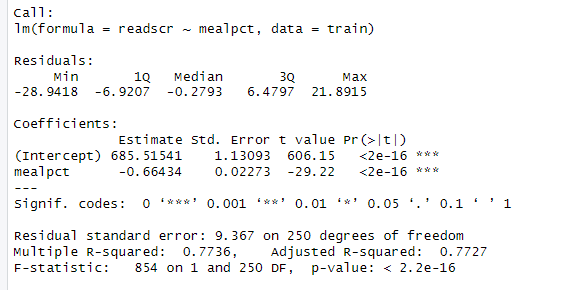 Call:
lm(formula = readscr ~ mealpct, data = train)
Residuals:
     Min       1Q   Median       3Q      Max
-28.9418  -6.9207  -0.2793   6.4797  21.8915
Coefficients:
             Estimate Std. Error t value Pr(>|t|)
(Intercept) 685.51541    1.13093  606.15   <2e-16 ***
mealpct      -0.66434    0.02273  -29.22   <2e-16 ***
---
Signif. codes:  0 ‘***’ 0.001 ‘**’ 0.01 ‘*’ 0.05 ‘.’ 0.1 ‘ ’ 1
Residual standard error: 9.367 on 250 degrees of freedom
Multiple R-squared:  0.7736,	Adjusted R-squared:  0.7727
F-statistic:   854 on 1 and 250 DF,  p-value: < 2.2e-16